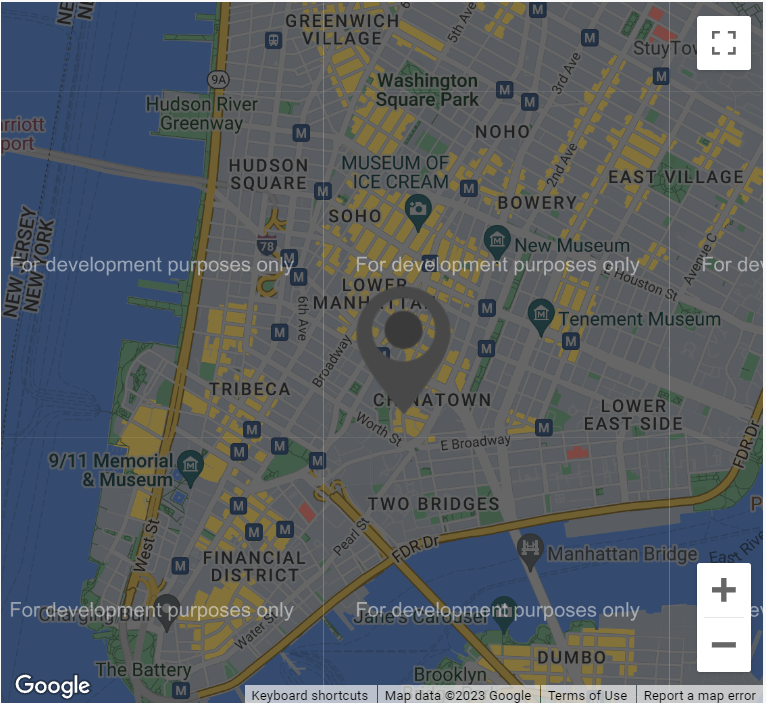 GREENWICH
VILLAGE
5th Ave
StuyTow
9A
Washington
Square Park
3rd Ave
Hudson River
Greenway
arriott
port
NOHO
2nd Ave
HUDSON
SQUARE
MUSEUM OF
ICE CREAM
EAST VILLAGE
SOHO
BOWERY
NEW JERSEY
NEW YORK
78
New Museum
Avenue C
For development purposes only
For development purposes only
For de
E Houston St
LOWER
MANHATTAN
6th Ave
Tenement Museum
Broadway
TRIBECA
CHINATOWN
LOWER
EAST SIDE
Worth St
E Broadway
FDR Dr
9/11 Memorial
& Museum
TWO BRIDGES
West St
Pearl St
FDR Dr
FINANCIAL
DISTRICT
Manhattan Bridge
East River
Charging Bull
For development purposes only
Jane's Carousel
For development purposes only
For de
Water St
The Battery
DUMBO
Brooklyn
Google
Keyboard shortcuts
Map data ©2023 Google
Terms of Use
Report a map error